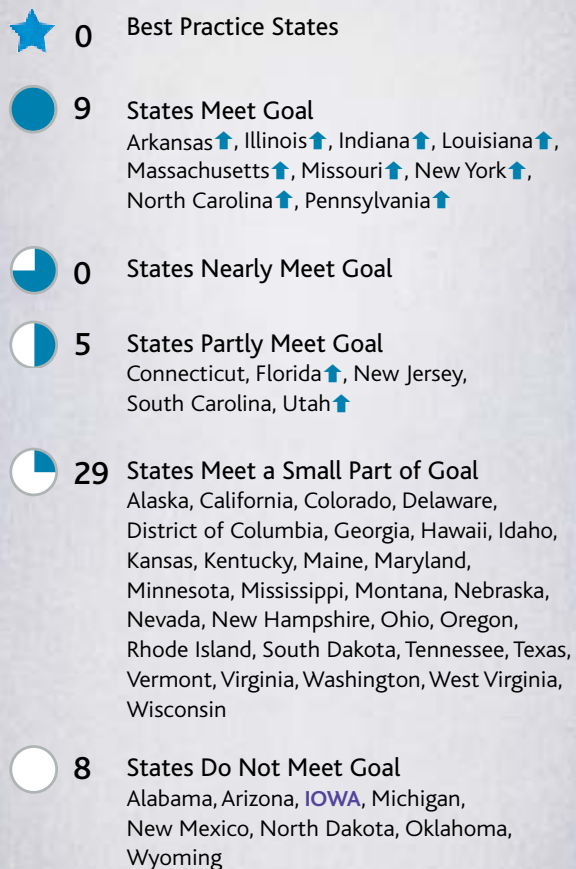 0 Best Practice States
9 States Meet Goal
Arkansas⬆, Illinois⬆, Indiana⬆, Louisiana⬆,
Massachusetts⬆, Missouri⬆, New York⬆,
North Carolina⬆, Pennsylvania⬆
0 States Nearly Meet Goal
5 States Partly Meet Goal
Connecticut, Florida⬆, New Jersey,
South Carolina, Utah⬆
29 States Meet a Small Part of Goal
Alaska, California, Colorado, Delaware,
District of Columbia, Georgia, Hawaii, Idaho,
Kansas, Kentucky, Maine, Maryland,
Minnesota, Mississippi, Montana, Nebraska,
Nevada, New Hampshire, Ohio, Oregon,
Rhode Island, South Dakota, Tennessee, Texas,
Vermont, Virginia, Washington, West Virginia,
Wisconsin
8 States Do Not Meet Goal
Alabama, Arizona, IOWA, Michigan,
New Mexico, North Dakota, Oklahoma,
Wyoming